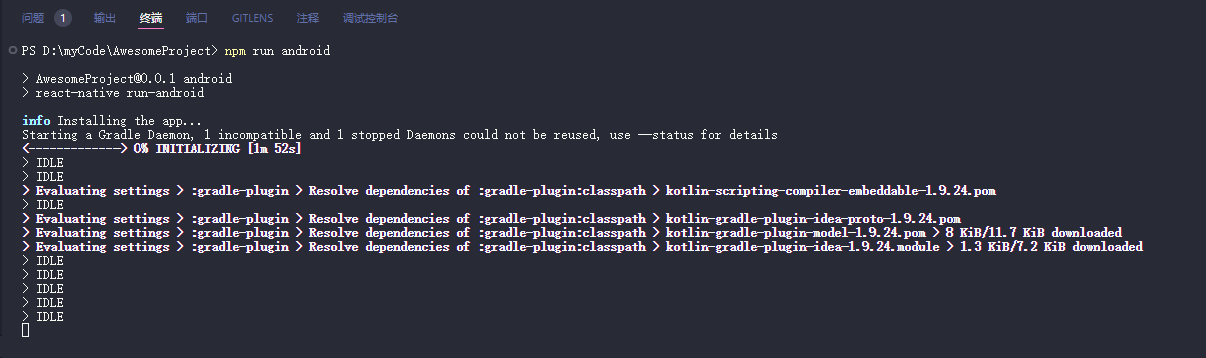 问题 1 输出 终端 端口 GITLENS 注释 调试控制台
PS D:\myCode\AwesomeProject> npm run android
> AwesomeProject@0.0.1 android
> react-native run-android
info Installing the app...
Starting a Gradle Daemon, 1 incompatible and 1 stopped Daemons could not be reused, use --status for details
<-------------> 0% INITIALIZING [1m 52s]
> IDLE
> IDLE
> Evaluating settings > :gradle-plugin > Resolve dependencies of :gradle-plugin:classpath > kotlin-scripting-compiler-embeddable-1.9.24.pom
> IDLE
> Evaluating settings > :gradle-plugin > Resolve dependencies of :gradle-plugin:classpath > kotlin-gradle-plugin-idea-proto-1.9.24.pom
> Evaluating settings > :gradle-plugin > Resolve dependencies of :gradle-plugin:classpath > kotlin-gradle-plugin-model-1.9.24.pom > 8 KiB/11.7 KiB downloaded
> Evaluating settings > :gradle-plugin > Resolve dependencies of :gradle-plugin:classpath > kotlin-gradle-plugin-idea-1.9.24.module > 1.3 KiB/7.2 KiB downloaded
> IDLE
> IDLE
> IDLE
> IDLE
> IDLE